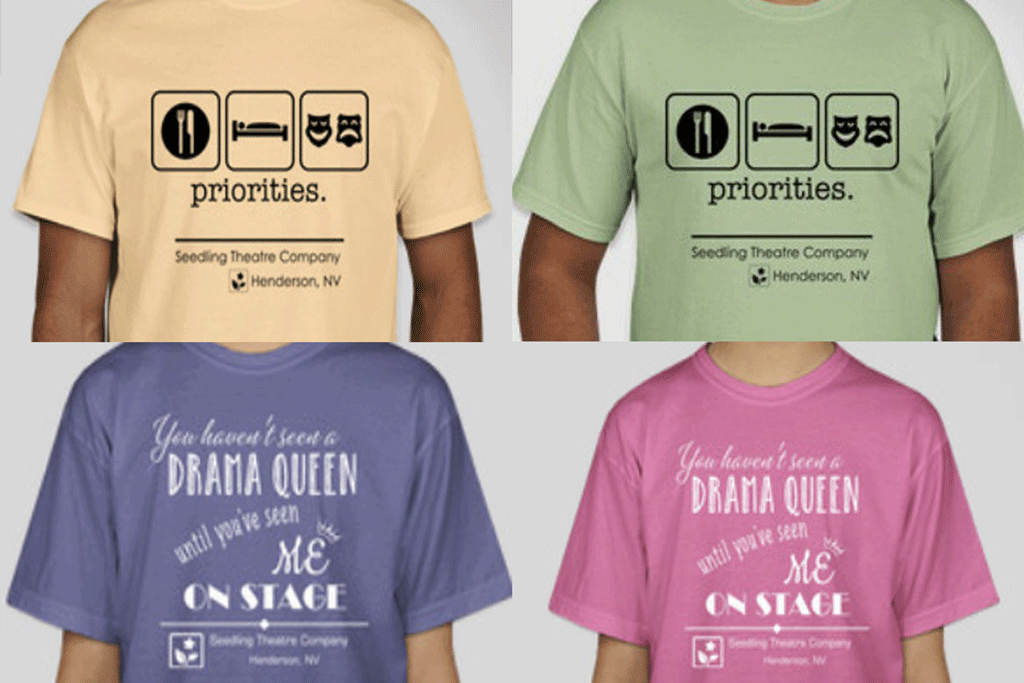 priorities.
Seedling Theatre Company
Henderson, NV
priorities.
Seedling Theatre Company
Henderson, NV
You haven't seen a
DRAMA QUEEN
until you've seen
ME
ON STAGE
Seedling Theatre Company
Henderson, NV
You haven't seen a
DRAMA QUEEN
until you've seen
ME
ON STAGE
Seedling Theatre Company
Henderson, NV